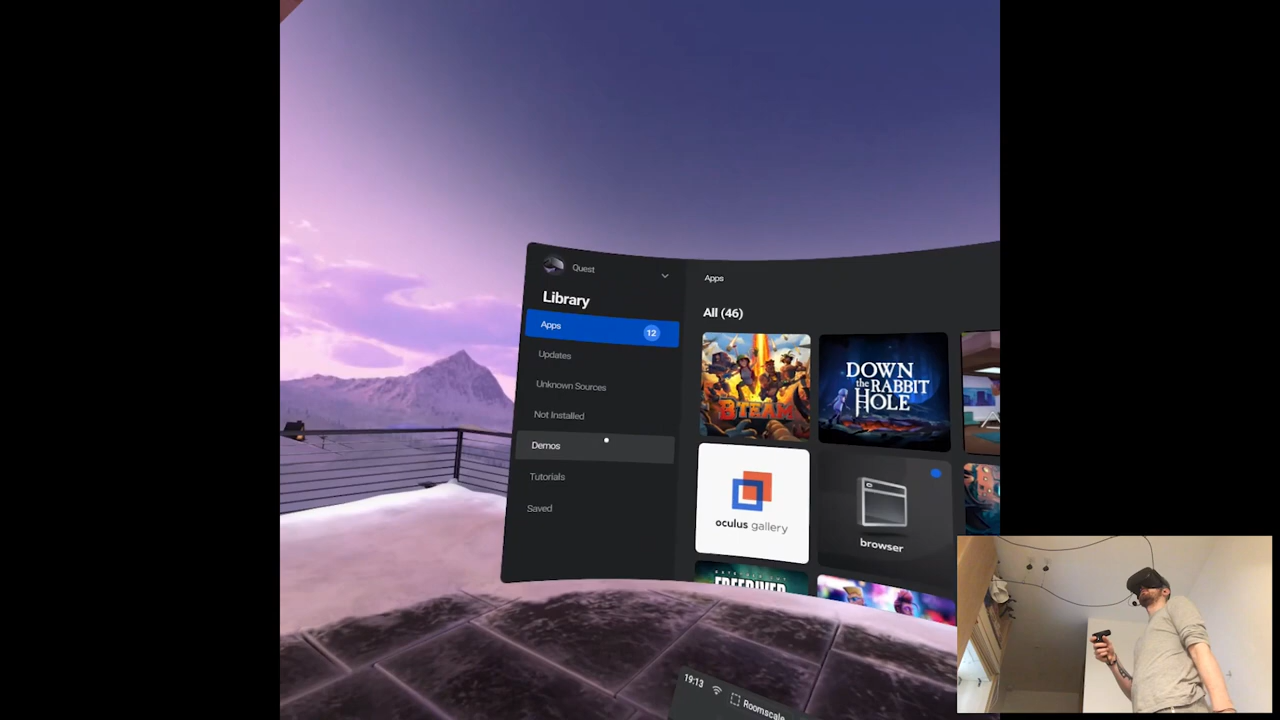 Quest
Library
Apps
12
Updates
Unknown Sources
Not Installed
Demos
Tutorials
Saved
Apps
All (46)
B TEAM
DOWN
the RABBIT
HOLE
oculus gallery
browser
FREEDIVER
19:13
Roomscale